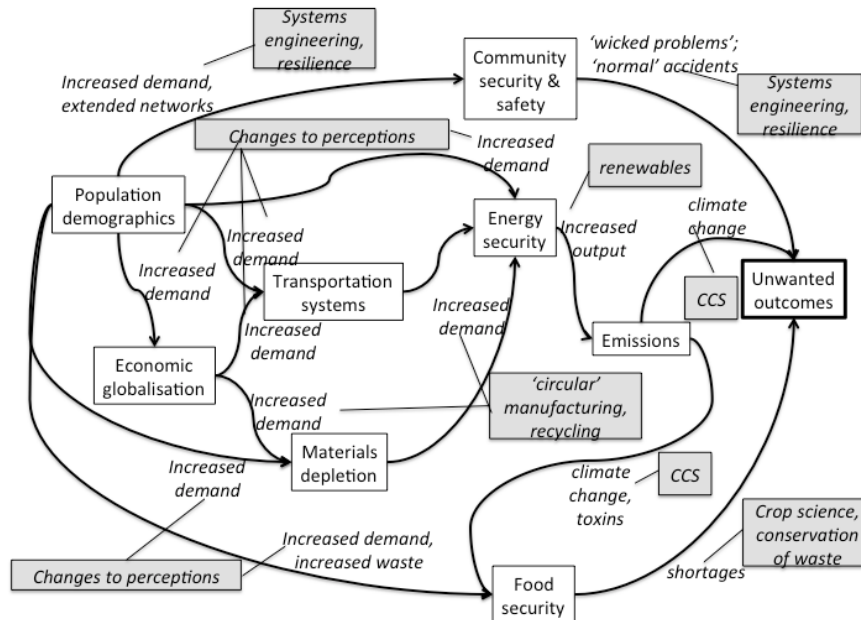 Systems
engineering,
resilience
Community
security &
safety
‘wicked problems’;
‘normal’ accidents
Systems
engineering,
resilience
Increased demand,
extended networks
Changes to perceptions
Increased
demand
renewables
Population
demographics
Energy
security
climate
change
Increased
demand
Increased
output
Increased
demand
Transportation
systems
Unwanted
outcomes
CCS
Increased
demand
Increased
demand
Emissions
Economic
globalisation
‘circular’
manufacturing,
recycling
Increased
demand
Materials
depletion
Increased
demand
climate
change,
toxins
CCS
Crop science,
conservation
of waste
Increased demand,
increased waste
shortages
Changes to perceptions
Food
security